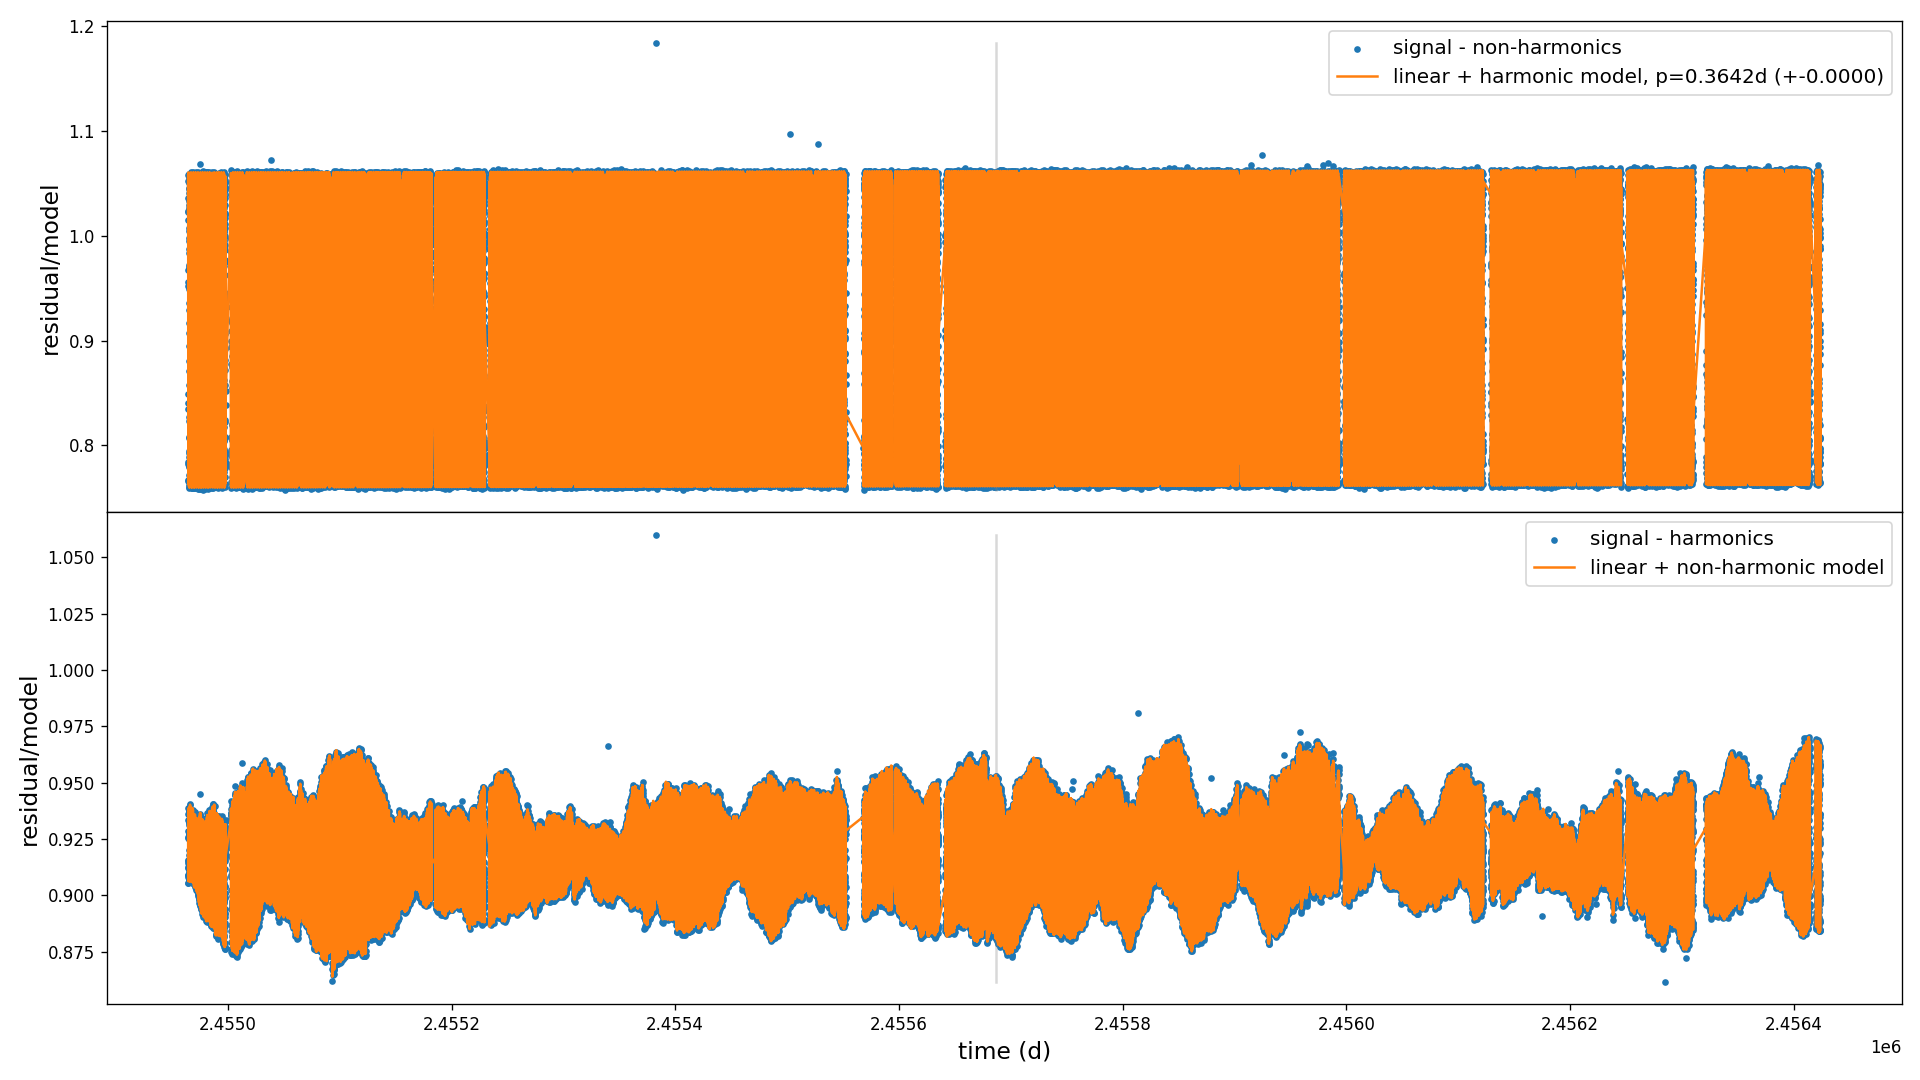 1.2
signal - non-harmonics
linear + harmonic model, p=0.3642d (+-0.0000)
1.1
1.0
0.9
0.8
residual/model
signal - harmonics
linear + non-harmonic model
1.050
1.025
1.000
0.975
0.950
0.925
0.900
0.875
residual/model
2.4550 2.4552 2.4554 2.4556 2.4558 2.4560 2.4562 2.4564
1e6
time (d)